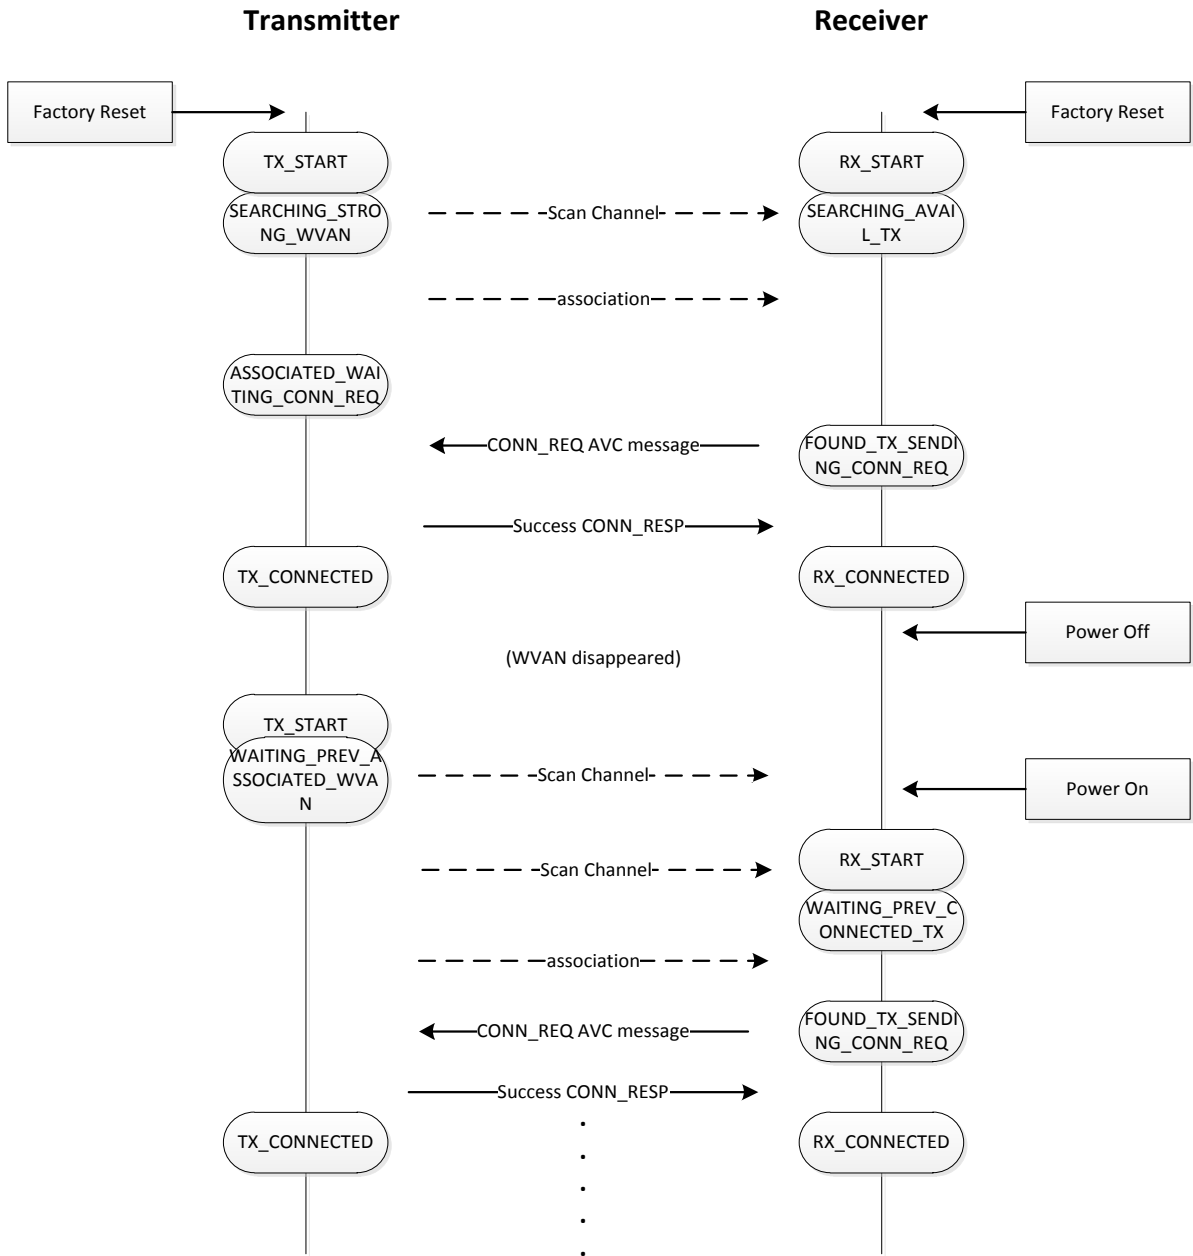 Transmitter
Receiver
Factory Reset
Factory Reset
TX_START
RX_START
SEARCHING_STRO
NG_WVAN
Scan Channel
SEARCHING_AVAI
L_TX
association
ASSOCIATED_WAI
TING_CONN_REQ
CONN_REQ AVC message
FOUND_TX_SENDI
NG_CONN_REQ
Success CONN_RESP
TX_CONNECTED
RX_CONNECTED
Power Off
(WVAN disappeared)
TX_START
WAITING_PREV_A
SSOCIATED_WVA
N
Scan Channel
Power On
RX_START
Scan Channel
WAITING_PREV_C
ONNECTED_TX
association
CONN_REQ AVC message
FOUND_TX_SENDI
NG_CONN_REQ
Success CONN_RESP
TX_CONNECTED
RX_CONNECTED